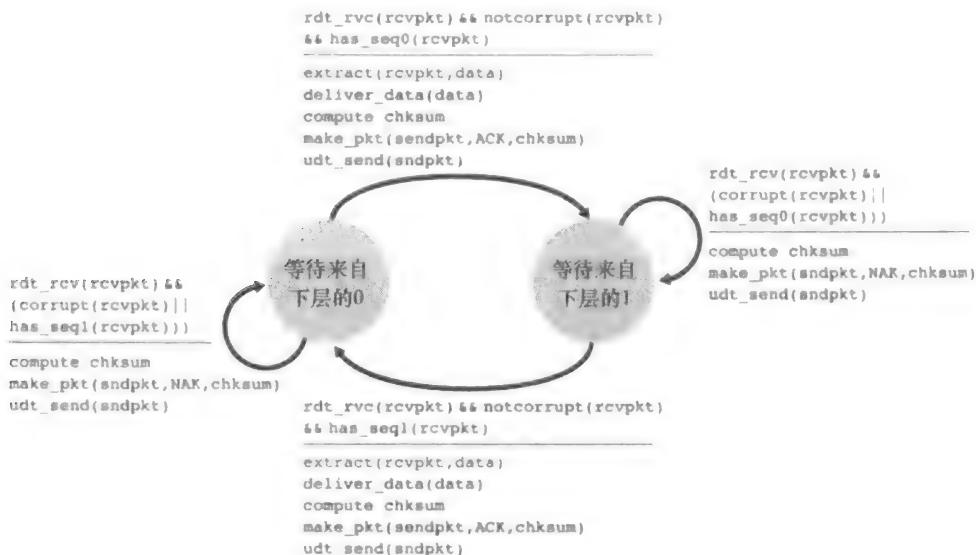 rdt_rvc(rcvpkt) && notcorrupt(rcvpkt)
&& has_seq0(rcvpkt)
extract(rcvpkt,data)
deliver_data(data)
compute chksum
make_pkt(sendpkt,ACK,chksum)
udt_send(sndpkt)
rdt_rcv(rcvpkt) &&
(corrupt(rcvpkt)||
has_seq0(rcvpkt)))
compute chksum
make_pkt(sndpkt,NAK,chksum)
udt_send(sndpkt)
等待来自
下层的0
等待来自
下层的1
rdt_rcv(rcvpkt) &&
(corrupt(rcvpkt)||
has_seq1(rcvpkt)))
compute chksum
make_pkt(sndpkt,NAK,chksum)
udt_send(sndpkt)
rdt_rvc(rcvpkt) && notcorrupt(rcvpkt)
&& has_seq1(rcvpkt)
extract(rcvpkt,data)
deliver_data(data)
compute chksum
make_pkt(sendpkt,ACK,chksum)
udt_send(sndpkt)